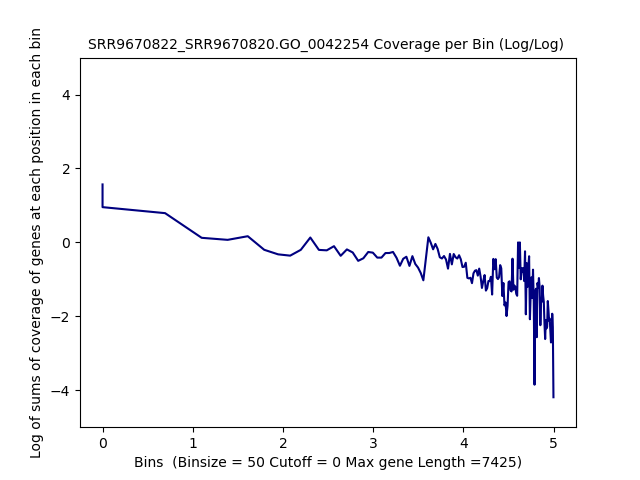 SRR9670822_SRR9670820.GO_0042254 Coverage per Bin (Log/Log)
Log of sums of coverage of genes at each position in each bin
4
2
0
−2
−4
0 1 2 3 4 5
Bins  (Binsize = 50 Cutoff = 0 Max gene Length =7425)